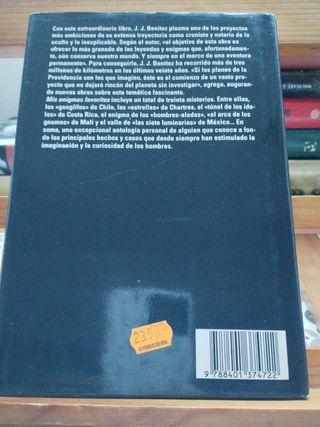 Con este extraordinario libro, J. J. Benítez plasma uno de los proyectos
más ambiciosos de su extensa trayectoria como cronista y notario de lo
oculto y lo inexplicable. Según el autor, «el objetivo de esta obra es
ofrecer lo más granado de las leyendas y enigmas que, afortunadamen-
te, aún conserva nuestro mundo. Y siempre en el marco de una aventura
permanente». Para conseguirlo, J. J. Benítez ha recorrido más de tres
millones de kilómetros en los últimos veinte años. «Si los planes de la
Providencia son los que imagino, éste es el comienzo de un vasto pro-
yecto que no dejará rincón del planeta sin investigar», agrega, auguran-
do nuevas obras sobre esta temática fascinante.
Mis enigmas favoritos incluye un total de treinta misterios. Entre ellos,
los «geoglifos» de Chile, las «estrellas» de Chartres, el «túnel de los ído-
los» de Costa Rica, el enigma de los «hombres-alados», «el arca de los
gnomos» de Malí y el valle de «las siete luminarias» de México... En
suma, una excepcional antología personal de alguien que conoce a fon-
do los principales hechos y casos que desde siempre han estimulado la
imaginación y la curiosidad de los hombres.
23.50
consum
9 788401 374722